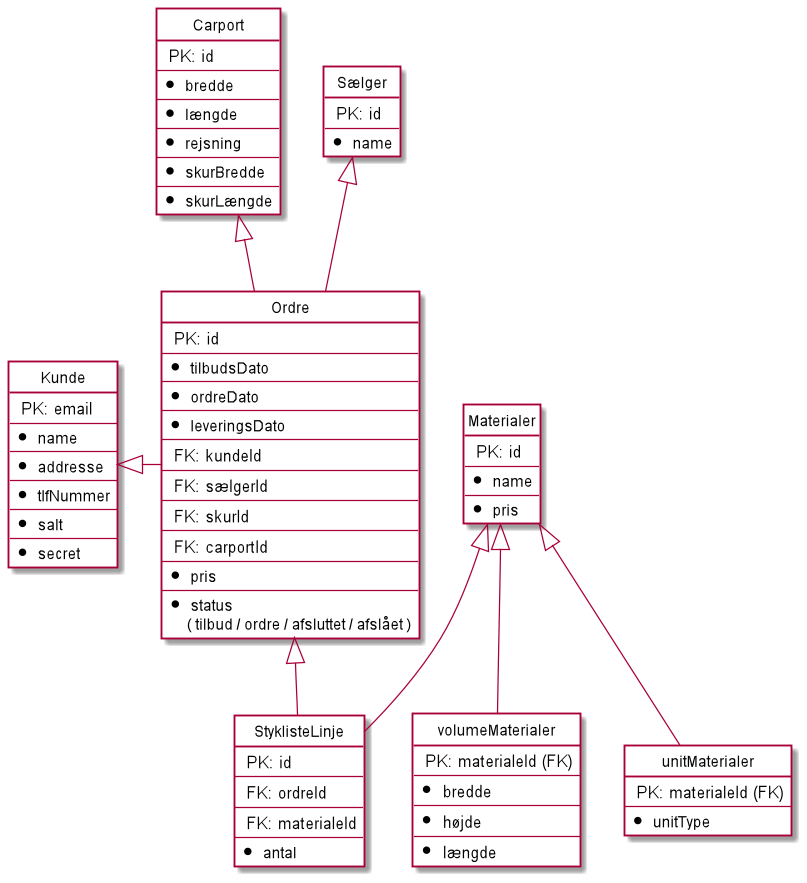 Carport
PK: id
bredde
længde
rejsning
skurBredde
skurLængde
Sælger
PK: id
name
Ordre
PK: id
tilbudsDato
ordreDato
leveringsDato
FK: kundeId
FK: sælgerId
FK: skurId
FK: carportId
pris
status
( tilbud / ordre / afsluttet / afslået )
Kunde
PK: email
name
addresse
tlfNummer
salt
secret
Materialer
PK: id
name
pris
StyklisteLinje
PK: id
FK: ordreId
FK: materialeId
antal
volumeMaterialer
PK: materialeId (FK)
bredde
højde
længde
unitMaterialer
PK: materialeId (FK)
unitType